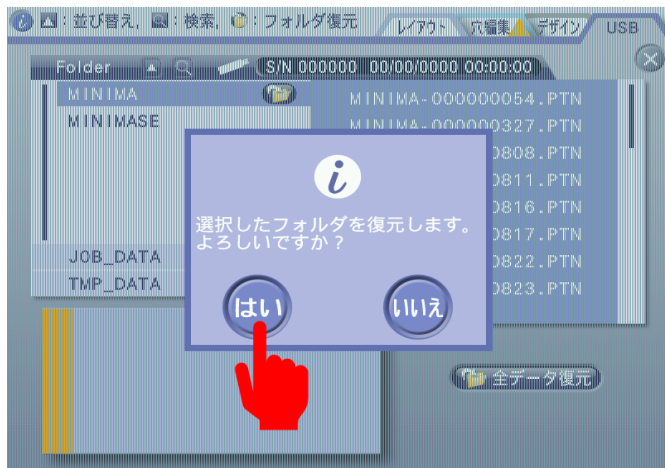 ：並び替え, ：検索, ：フォルダ復元
レイアウト 穴編集 デザイン USB
Folder S/N 000000 00/00/0000 00:00:00
MINIMA
MINIMASE
JOB_DATA
TMP_DATA
MINIMA-000000054.PTN
MINIMA-000000327.PTN
0808.PTN
0811.PTN
0816.PTN
0817.PTN
0822.PTN
0823.PTN
選択したフォルダを復元します。
よろしいですか？
はい いいえ
全データ復元